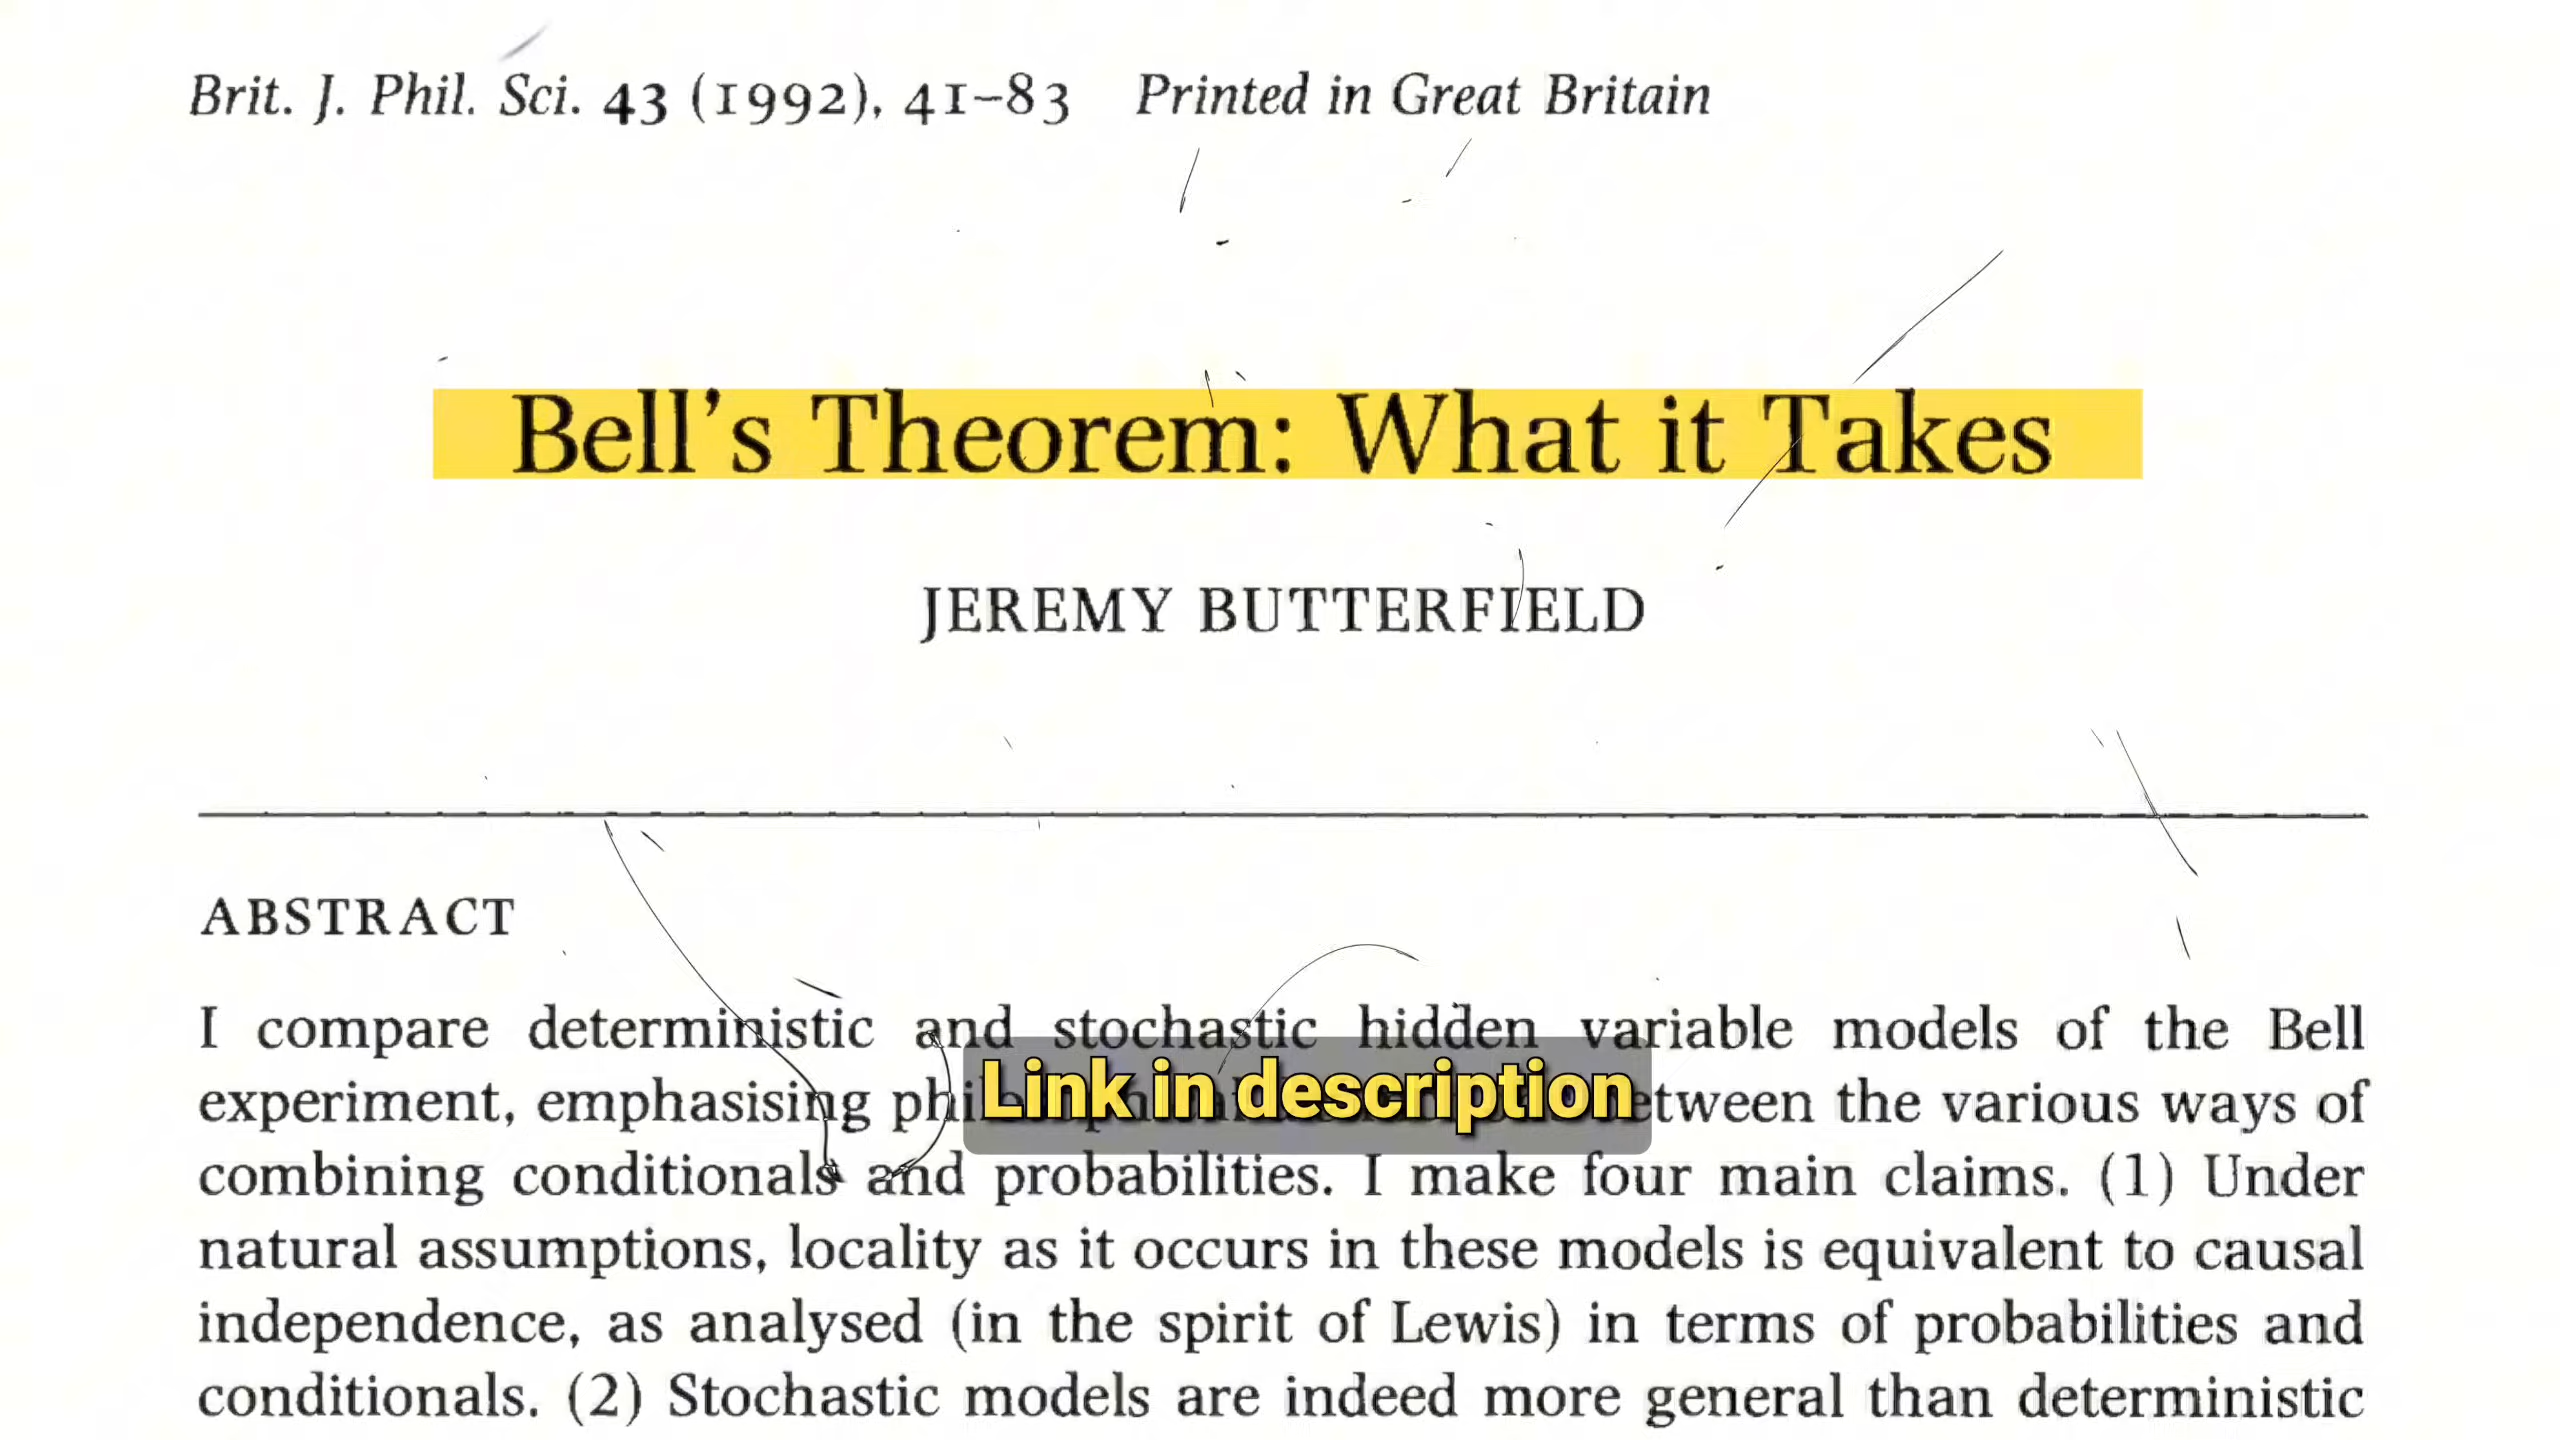 Brit. J. Phil. Sci. 43 (1992), 41–83 Printed in Great Britain
Bell's Theorem: What it Takes
JEREMY BUTTERFIELD
ABSTRACT
I compare deterministic and stochastic hidden variable models of the Bell
experiment, emphasising between the various ways of
Link in description
combining conditionals and probabilities. I make four main claims. (1) Under
natural assumptions, locality as it occurs in these models is equivalent to causal
independence, as analysed (in the spirit of Lewis) in terms of probabilities and
conditionals. (2) Stochastic models are indeed more general than deterministic